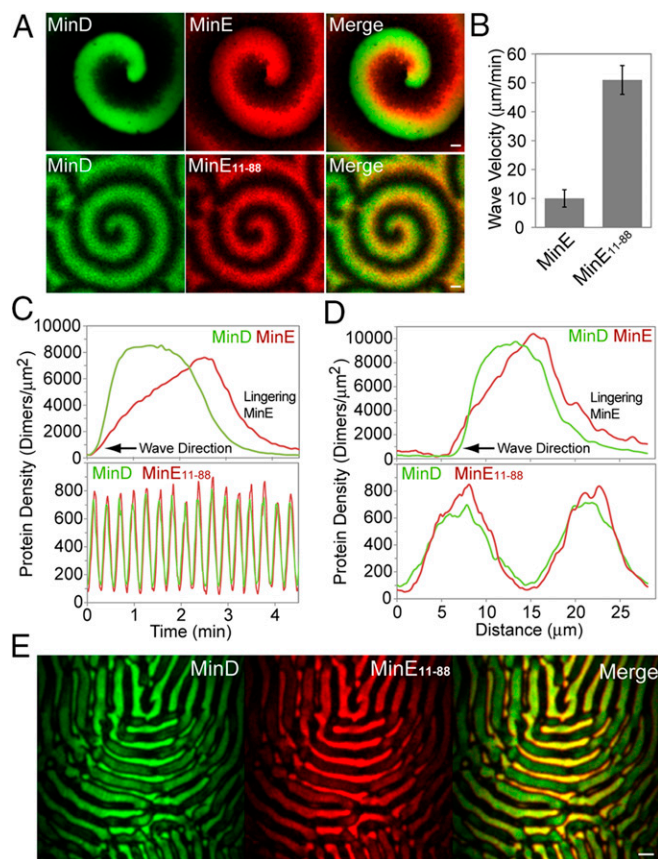 A
MinD MinE Merge
MinD MinE11-88 Merge
B
Wave Velocity (μm/min)
60
50
40
30
20
10
0
MinE MinE11-88
C
Protein Density (Dimers/μm²)
10000
8000
6000
4000
2000
0
MinD MinE
Lingering
MinE
Wave Direction
MinD MinE11-88
800
600
400
200
0
0 1 2 3 4
Time (min)
D
Protein Density (Dimers/μm²)
10000
8000
6000
4000
2000
0
MinD MinE
Lingering
MinE
Wave Direction
MinD MinE11-88
800
600
400
200
0
0 5 10 15 20 25
Distance (μm)
E
MinD MinE11-88 Merge